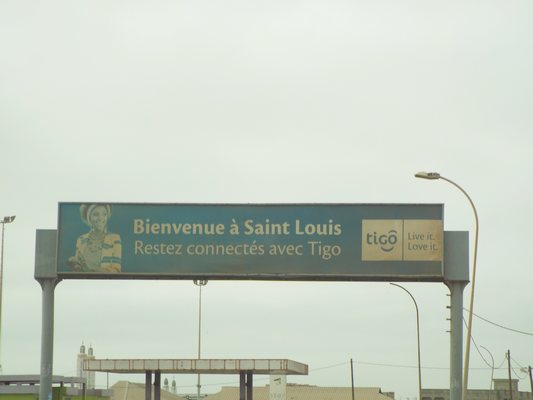 Bienvenue à Saint Louis
Restez connectés avec Tigo
tigo
Live it.
Love it.